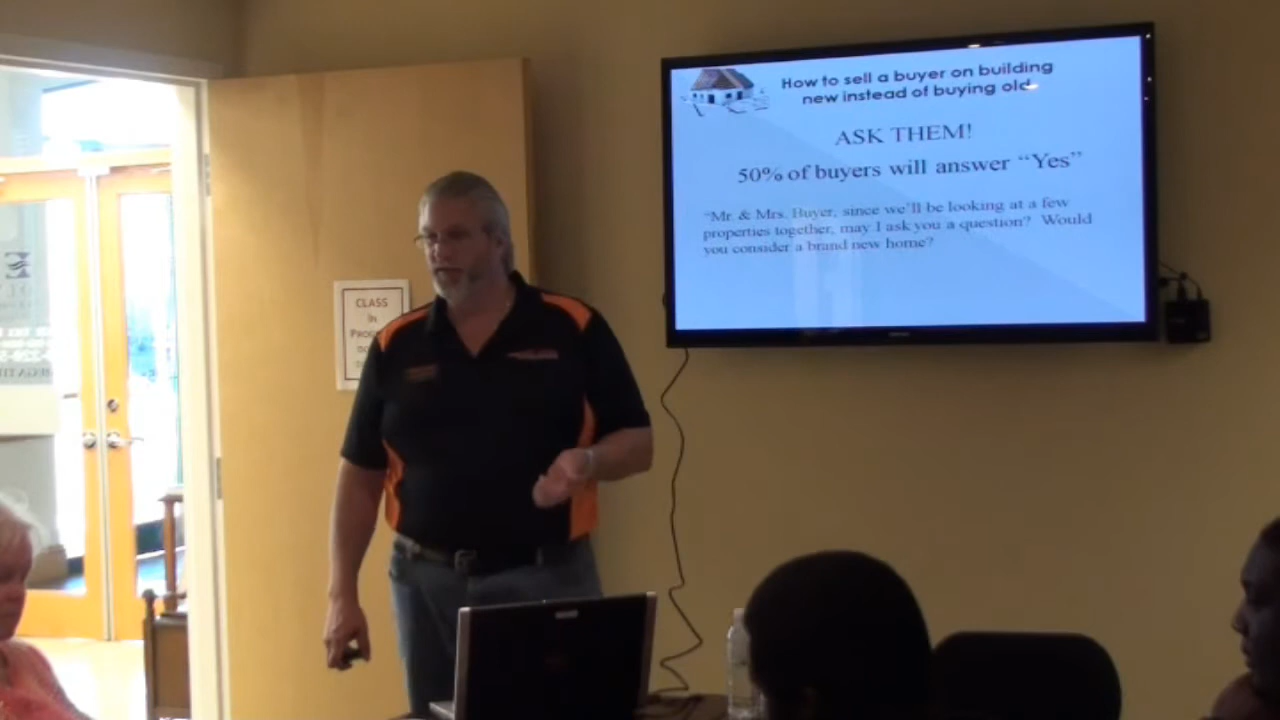 How to sell a buyer on building
new instead of buying old
ASK THEM!
50% of buyers will answer “Yes”
“Mr. & Mrs. Buyer, since we’ll be looking at a few
properties together, may I ask you a question? Would
you consider a brand new home?
CLASS
In